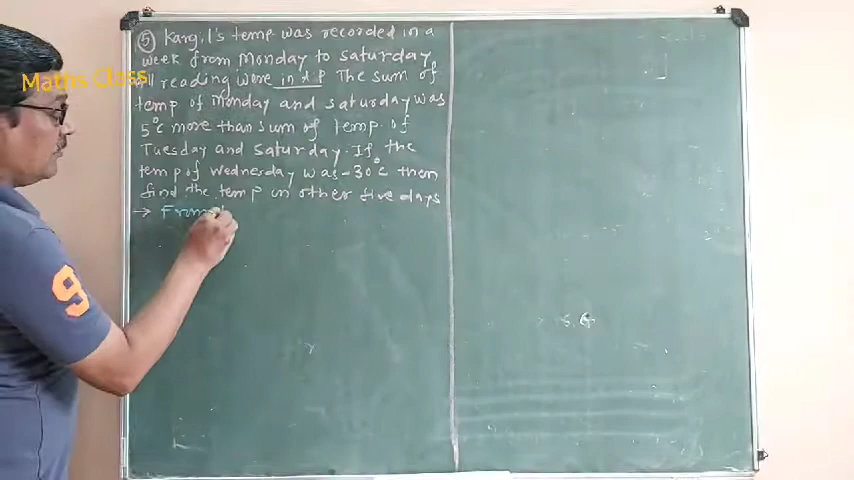 ⑤ Kargil's temp was recorded in a
week from Monday to Saturday
All reading were in A.P The sum of
temp of Monday and saturday was
5°c more than sum of temp. of
Tuesday and Saturday. If the
temp of wednesday was -30°c then
find the temp in other five days
→ From
Maths Class